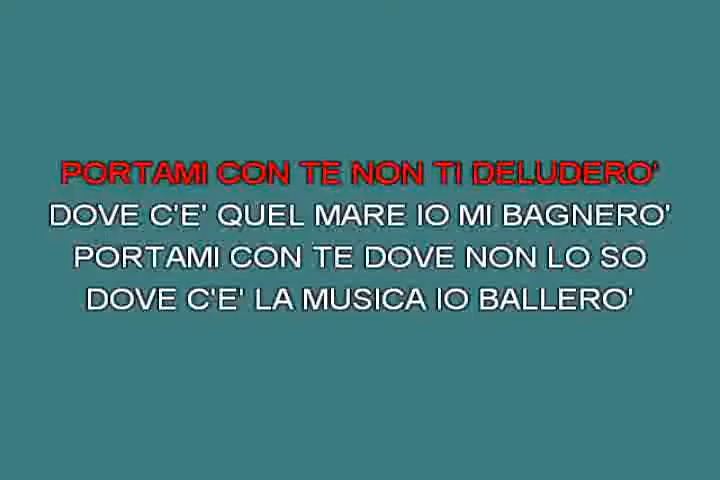 PORTAMI CON TE NON TI DELUDERO'
DOVE C'E' QUEL MARE IO MI BAGNERO'
PORTAMI CON TE DOVE NON LO SO
DOVE C'E' LA MUSICA IO BALLERO'